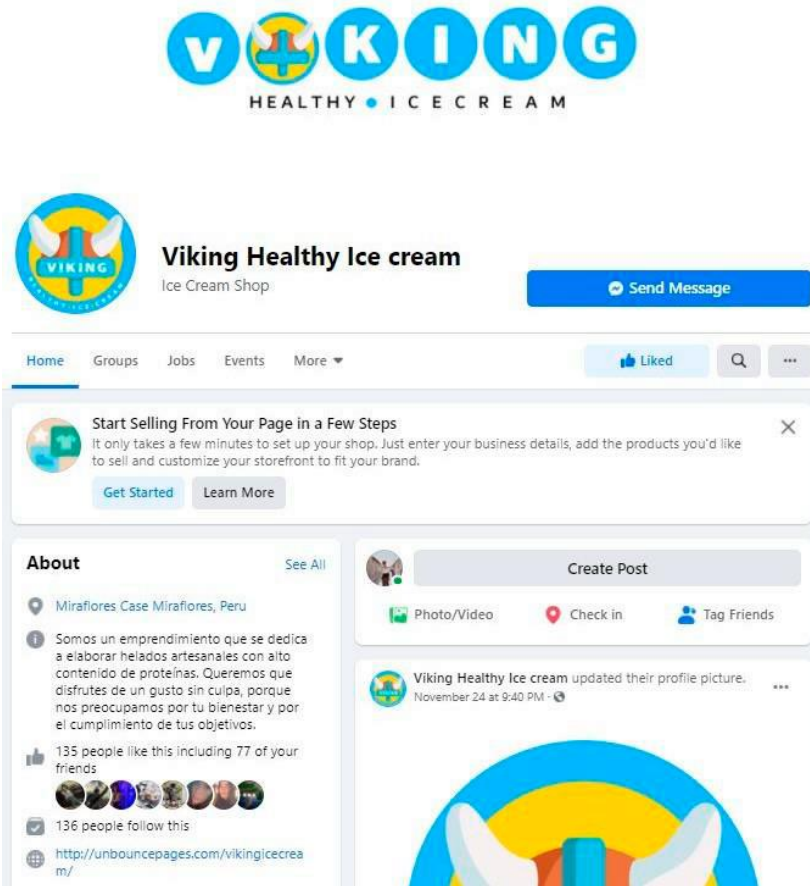 VIKING
HEALTHY • ICECREAM
VIKING
HEALTHY ICECREAM
Viking Healthy Ice cream
Ice Cream Shop
Send Message
Home Groups Jobs Events More
Liked
...
Start Selling From Your Page in a Few Steps
It only takes a few minutes to set up your shop. Just enter your business details, add the products you'd like
to sell and customize your storefront to fit your brand.
Get Started Learn More
About See All
Miraflores Case Miraflores, Peru
Somos un emprendimiento que se dedica
a elaborar helados artesanales con alto
contenido de proteínas. Queremos que
disfrutes de un gusto sin culpa, porque
nos preocupamos por tu bienestar y por
el cumplimiento de tus objetivos.
135 people like this including 77 of your
friends
136 people follow this
http://unbouncepages.com/vikingicecrea
m/
Create Post
Photo/Video Check in Tag Friends
Viking Healthy Ice cream updated their profile picture.
...
November 24 at 9:40 PM ·